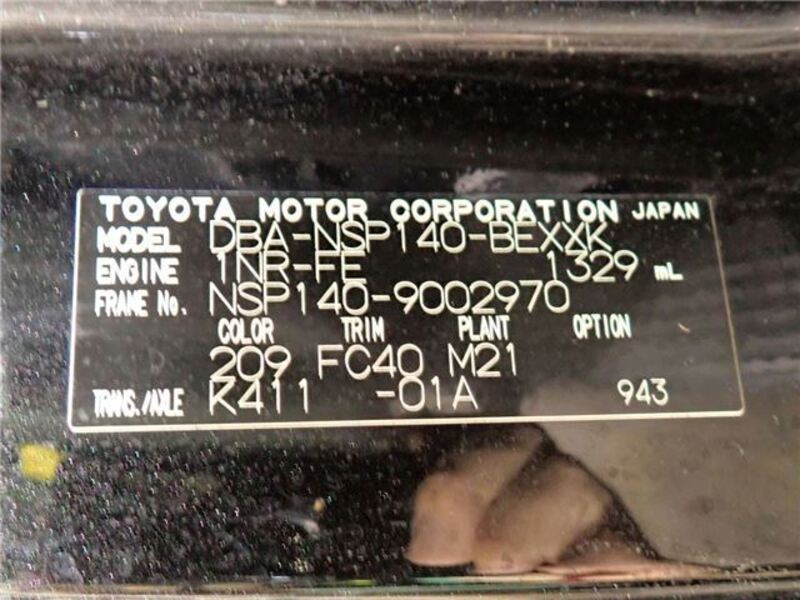 TOYOTA MOTOR CORPORATION JAPAN
MODEL DBA-NSP140-BEXXK
ENGINE 1NR-FE 1329 mL
FRAME No. NSP140-9002970
COLOR TRIM PLANT OPTION
209 FC40 M21
TRANS./AXLE K411 -01A 943